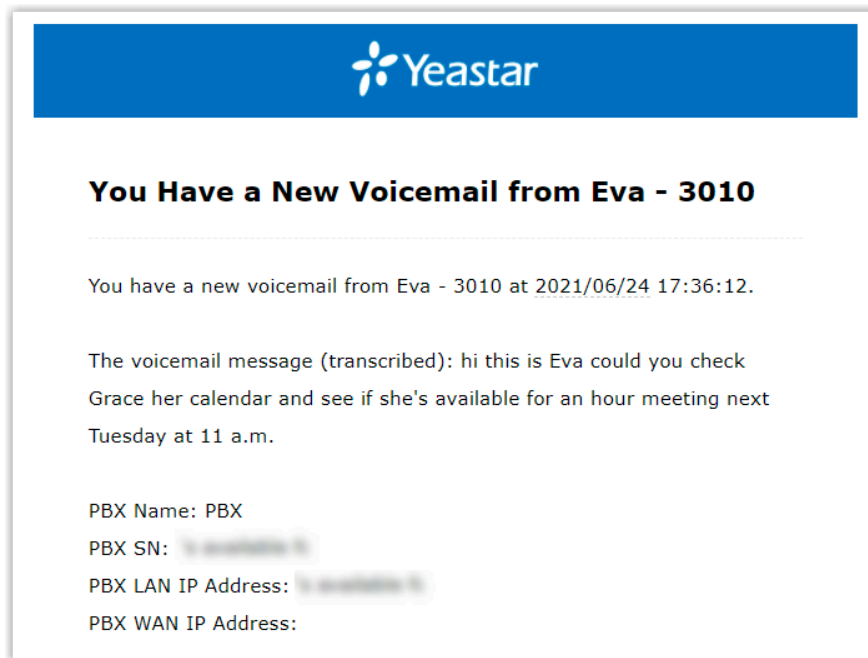 Yeastar
You Have a New Voicemail from Eva - 3010
You have a new voicemail from Eva - 3010 at 2021/06/24 17:36:12.
The voicemail message (transcribed): hi this is Eva could you check
Grace her calendar and see if she's available for an hour meeting next
Tuesday at 11 a.m.
PBX Name: PBX
PBX SN:
PBX LAN IP Address:
PBX WAN IP Address: